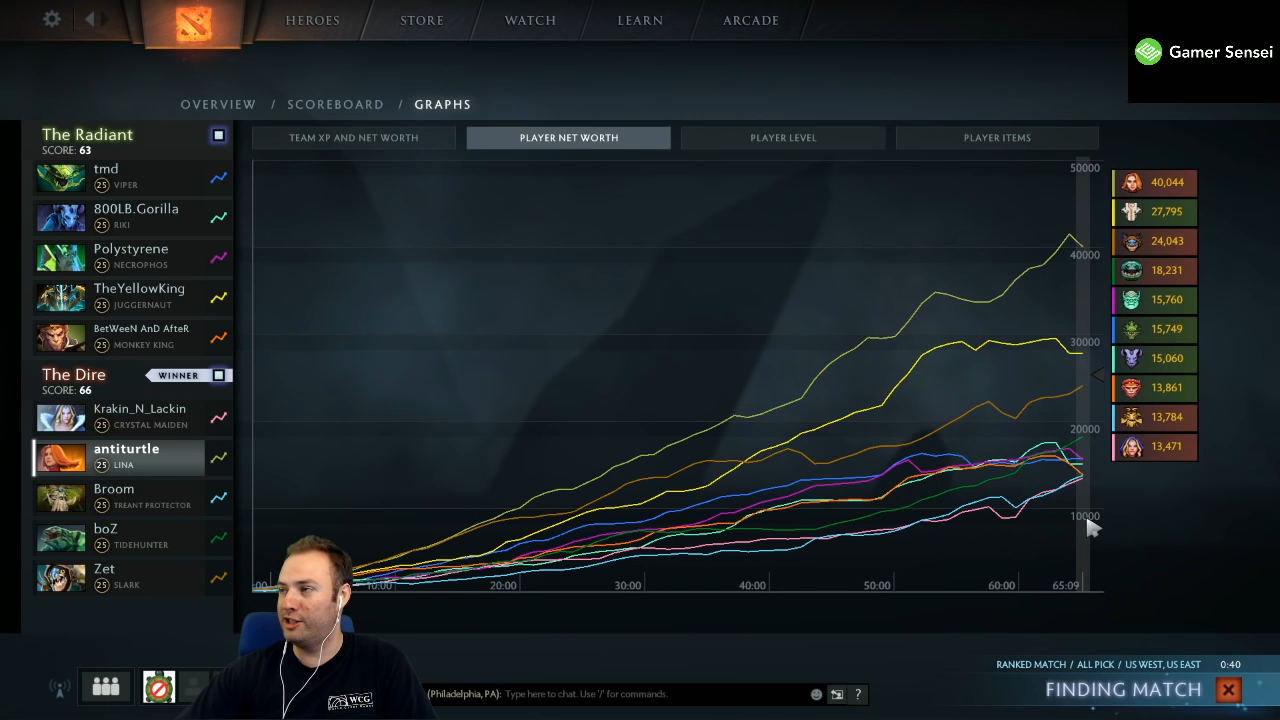 HEROES
STORE
WATCH
LEARN
ARCADE
Gamer Sensei
OVERVIEW / SCOREBOARD / GRAPHS
The Radiant
SCORE: 63
tmd
25 VIPER
800LB.Gorilla
25 RIKI
Polystyrene
25 NECROPHOS
TheYellowKing
25 JUGGERNAUT
BetWeeN AnD AfteR
25 MONKEY KING
The Dire
WINNER
SCORE: 66
Krakin_N_Lackin
25 CRYSTAL MAIDEN
antiturtle
25 LINA
Broom
25 TREANT PROTECTOR
boZ
25 TIDEHUNTER
Zet
25 SLARK
TEAM XP AND NET WORTH
PLAYER NET WORTH
PLAYER LEVEL
PLAYER ITEMS
50000
40000
30000
20000
10000
:00 10:00 20:00 30:00 40:00 50:00 60:00 65:09
40,044
27,795
24,043
18,231
15,760
15,749
15,060
13,861
13,784
13,471
WCG
(Philadelphia, PA): Type here to chat. Use '/' for commands.
?
RANKED MATCH / ALL PICK / US WEST, US EAST 0:40
FINDING MATCH